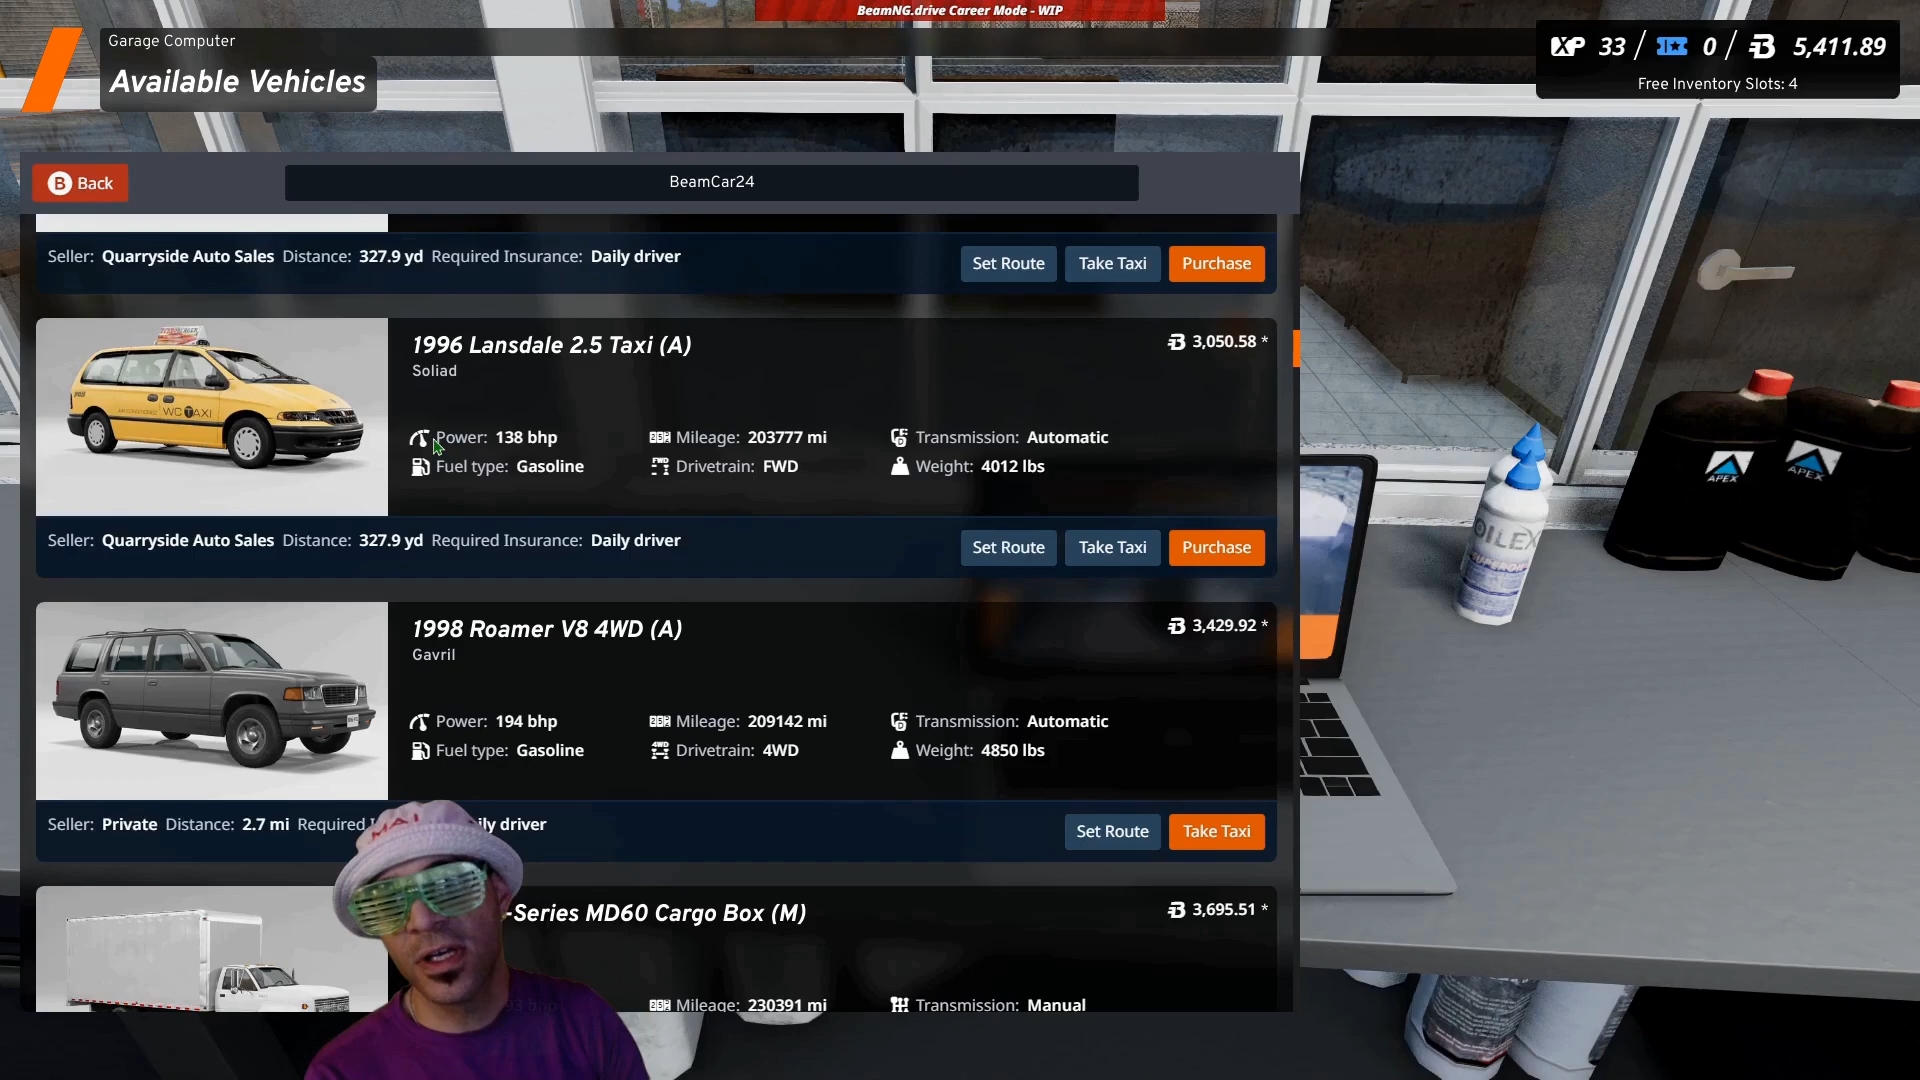 BeamNG.drive Career Mode - WIP
Garage Computer
Available Vehicles
XP 33 / 0 / 5,411.89
Free Inventory Slots: 4
B Back
BeamCar24
Seller: Quarryside Auto Sales Distance: 327.9 yd Required Insurance: Daily driver
Set Route Take Taxi Purchase
1996 Lansdale 2.5 Taxi (A)
3,050.58 *
Soliad
WC TAXI
Power: 138 bhp Mileage: 203777 mi Transmission: Automatic
Fuel type: Gasoline Drivetrain: FWD Weight: 4012 lbs
Seller: Quarryside Auto Sales Distance: 327.9 yd Required Insurance: Daily driver
Set Route Take Taxi Purchase
1998 Roamer V8 4WD (A)
3,429.92 *
Gavril
Power: 194 bhp Mileage: 209142 mi Transmission: Automatic
Fuel type: Gasoline Drivetrain: 4WD Weight: 4850 lbs
Seller: Private Distance: 2.7 mi Required driver
Set Route Take Taxi
-Series MD60 Cargo Box (M)
3,695.51 *
Mileage: 230391 mi Transmission: Manual
OILEX
APEX
APEX